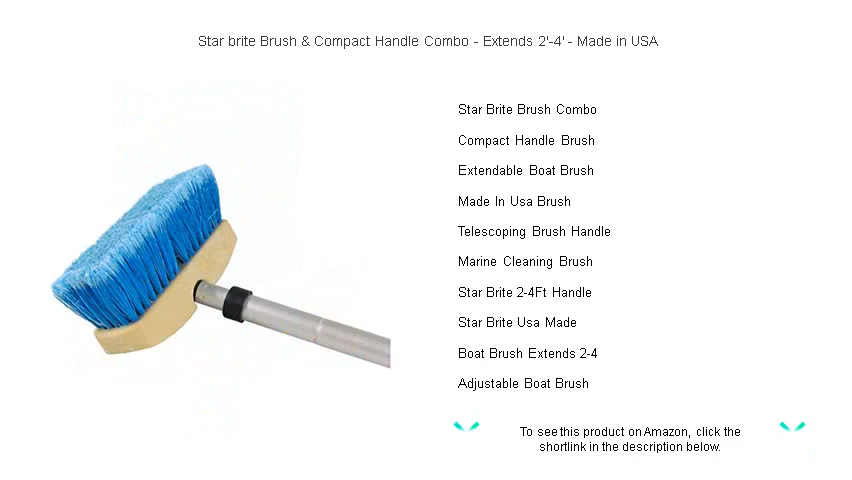 Star brite Brush & Compact Handle Combo - Extends 2'-4' - Made in USA
Star Brite Brush Combo
Compact Handle Brush
Extendable Boat Brush
Made In Usa Brush
Telescoping Brush Handle
Marine Cleaning Brush
Star Brite 2-4Ft Handle
Star Brite Usa Made
Boat Brush Extends 2-4
Adjustable Boat Brush
To see this product on Amazon, click the
shortlink in the description below.